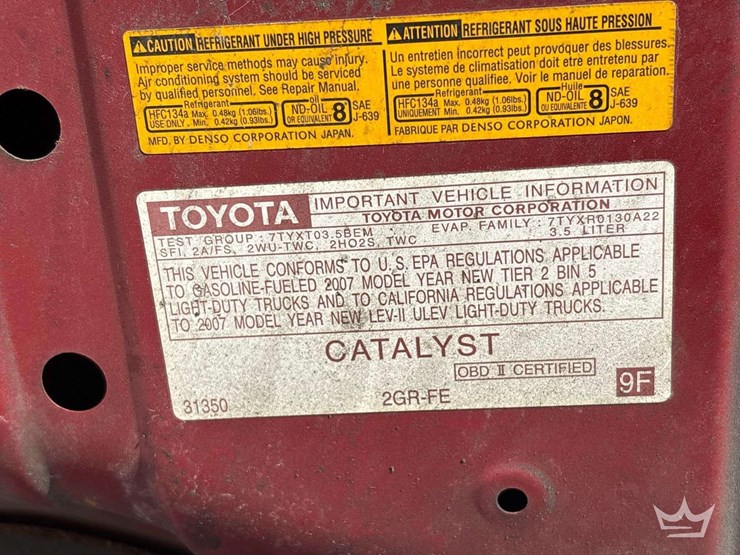 CAUTION REFRIGERANT UNDER HIGH PRESSURE
Improper service methods may cause injury.
Air conditioning system should be serviced
by qualified personnel. See Repair Manual.
Refrigerant
HFC134a Max. 0.48kg (1.06lbs.)
USE ONLY. Min. 0.42kg (0.93lbs.)
Oil
ND-OIL 8 SAE
OR EQUIVALENT J-639
MFD. BY DENSO CORPORATION JAPAN.
ATTENTION REFRIGERANT SOUS HAUTE PRESSION
Un entretien incorrect peut provoquer des blessures.
Le système de climatisation doit être entretenu par
une personne qualifiée. Voir le manuel de reparation.
Refrigerant
HFC134a Max. 0.48kg (1.06lbs.)
UNIQUEMENT Min. 0.42kg (0.93lbs.)
Huile
ND-OIL 8 SAE
OU EQUIVALENTE J-639
FABRIQUE PAR DENSO CORPORATION JAPON.
TOYOTA IMPORTANT VEHICLE INFORMATION
TOYOTA MOTOR CORPORATION
TEST GROUP : 7TYXT03.5BEM EVAP. FAMILY : 7TYXR0130A22
SFI, 2A/FS, 2WU-TWC, 2HO2S, TWC 3.5 LITER
THIS VEHICLE CONFORMS TO U.S. EPA REGULATIONS APPLICABLE
TO GASOLINE-FUELED 2007 MODEL YEAR NEW TIER 2 BIN 5
LIGHT-DUTY TRUCKS AND TO CALIFORNIA REGULATIONS APPLICABLE
TO 2007 MODEL YEAR NEW LEV-II ULEV LIGHT-DUTY TRUCKS.
CATALYST
OBD II CERTIFIED
31350 2GR-FE 9F